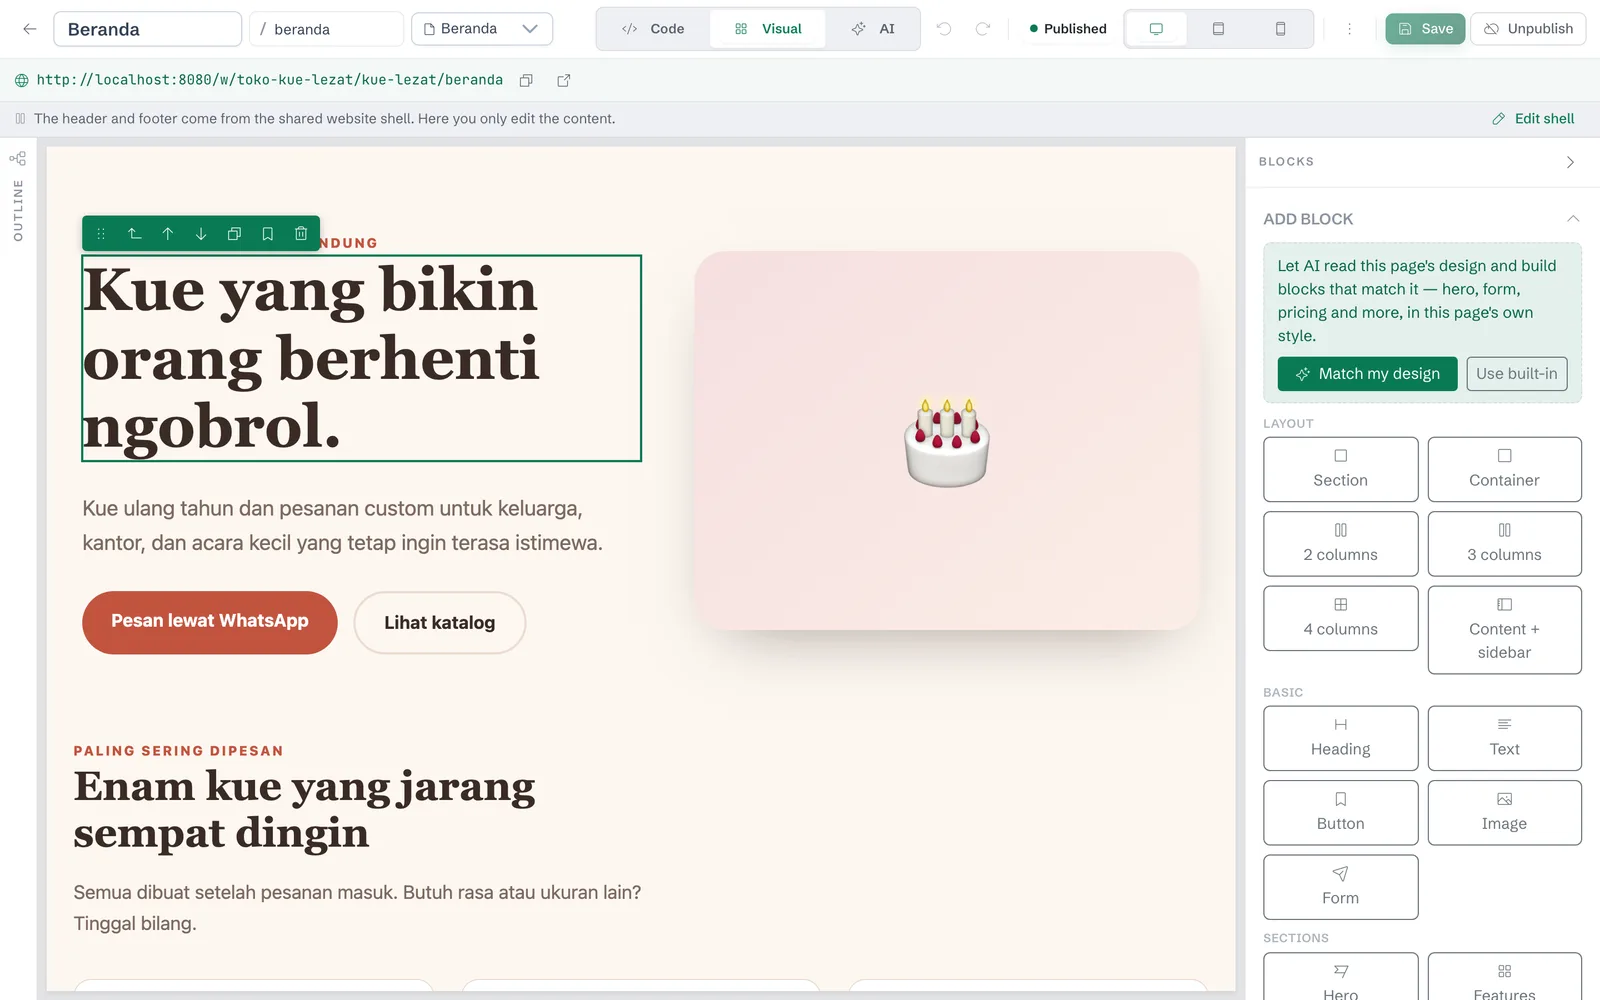 Beranda
/ beranda
Beranda
Code
Visual
AI
Published
Save
Unpublish
http://localhost:8080/w/toko-kue-lezat/kue-lezat/beranda
The header and footer come from the shared website shell. Here you only edit the content.
Edit shell
OUTLINE
NDUNG
Kue yang bikin
orang berhenti
ngobrol.
Kue ulang tahun dan pesanan custom untuk keluarga,
kantor, dan acara kecil yang tetap ingin terasa istimewa.
Pesan lewat WhatsApp
Lihat katalog
PALING SERING DIPESAN
Enam kue yang jarang
sempat dingin
Semua dibuat setelah pesanan masuk. Butuh rasa atau ukuran lain?
Tinggal bilang.
BLOCKS
ADD BLOCK
Let AI read this page's design and build
blocks that match it — hero, form,
pricing and more, in this page's own
style.
Match my design
Use built-in
LAYOUT
Section
Container
2 columns
3 columns
4 columns
Content +
sidebar
BASIC
Heading
Text
Button
Image
Form
SECTIONS
Hero
Features